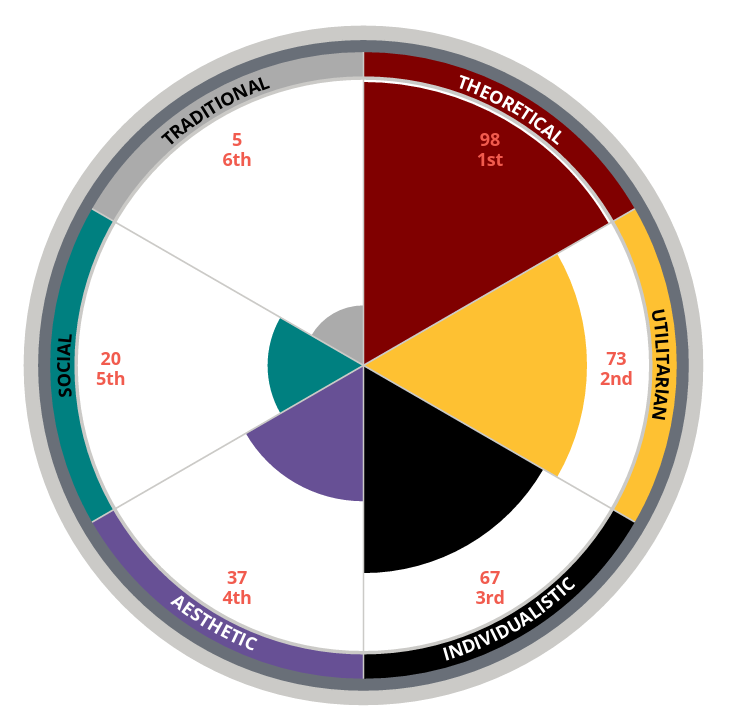 THEORETICAL
98
1st
UTILITARIAN
73
2nd
INDIVIDUALISTIC
67
3rd
AESTHETIC
37
4th
SOCIAL
20
5th
TRADITIONAL
5
6th